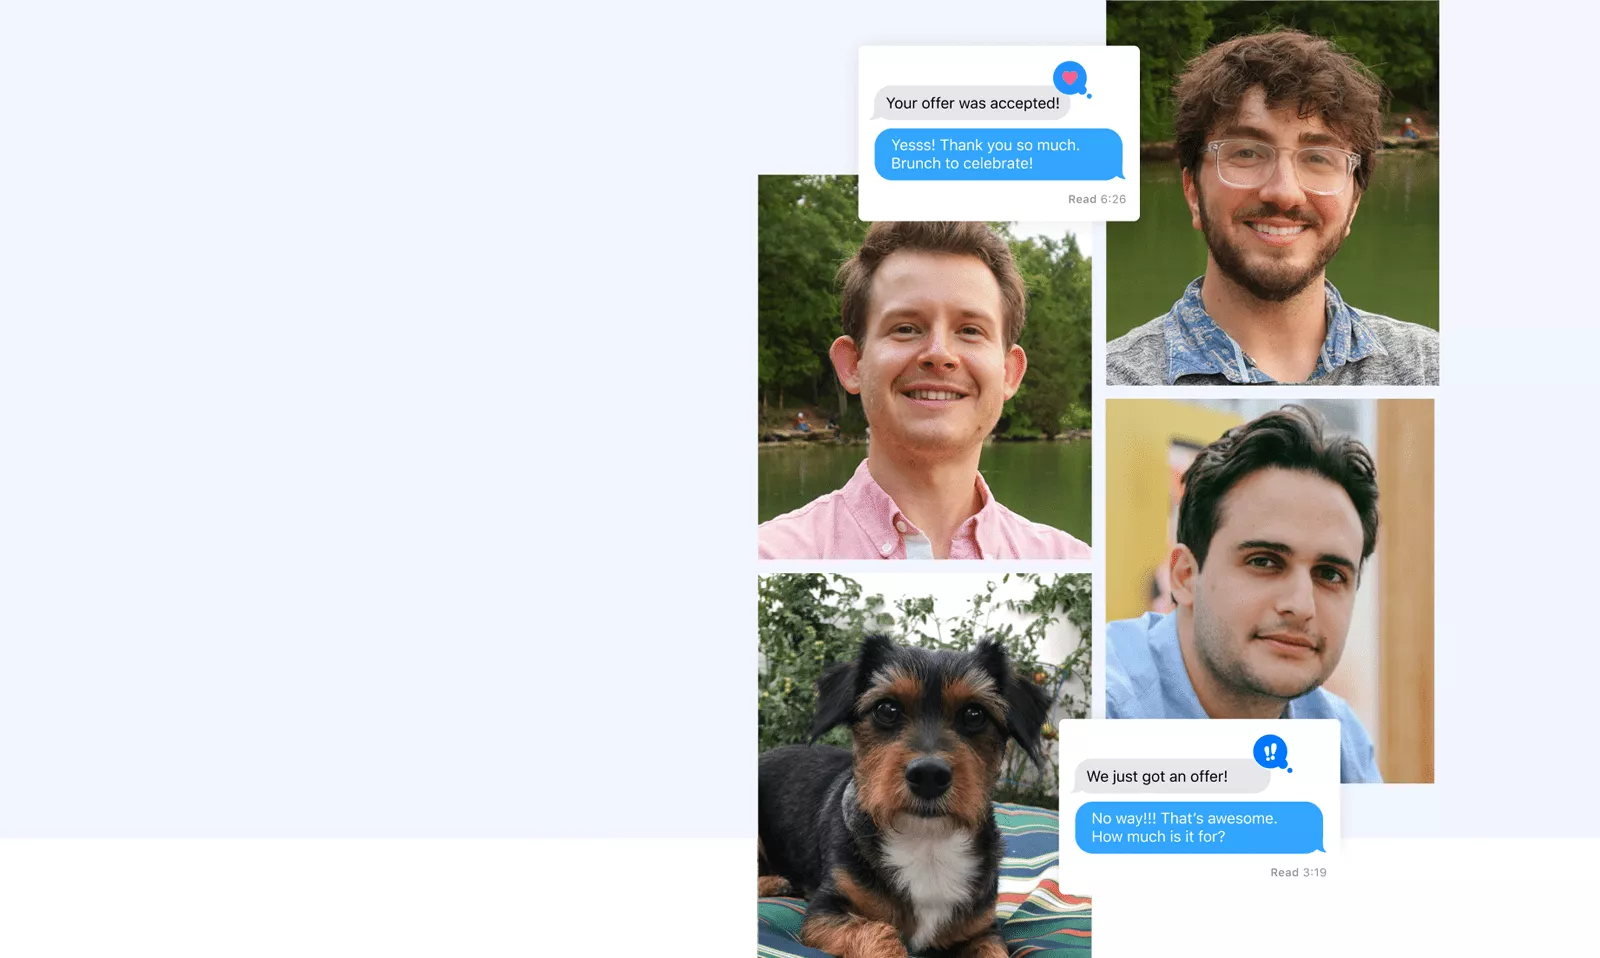 Your offer was accepted!
Yesss! Thank you so much.
Brunch to celebrate!
Read 6:26
We just got an offer!
No way!!! That's awesome.
How much is it for?
Read 3:19